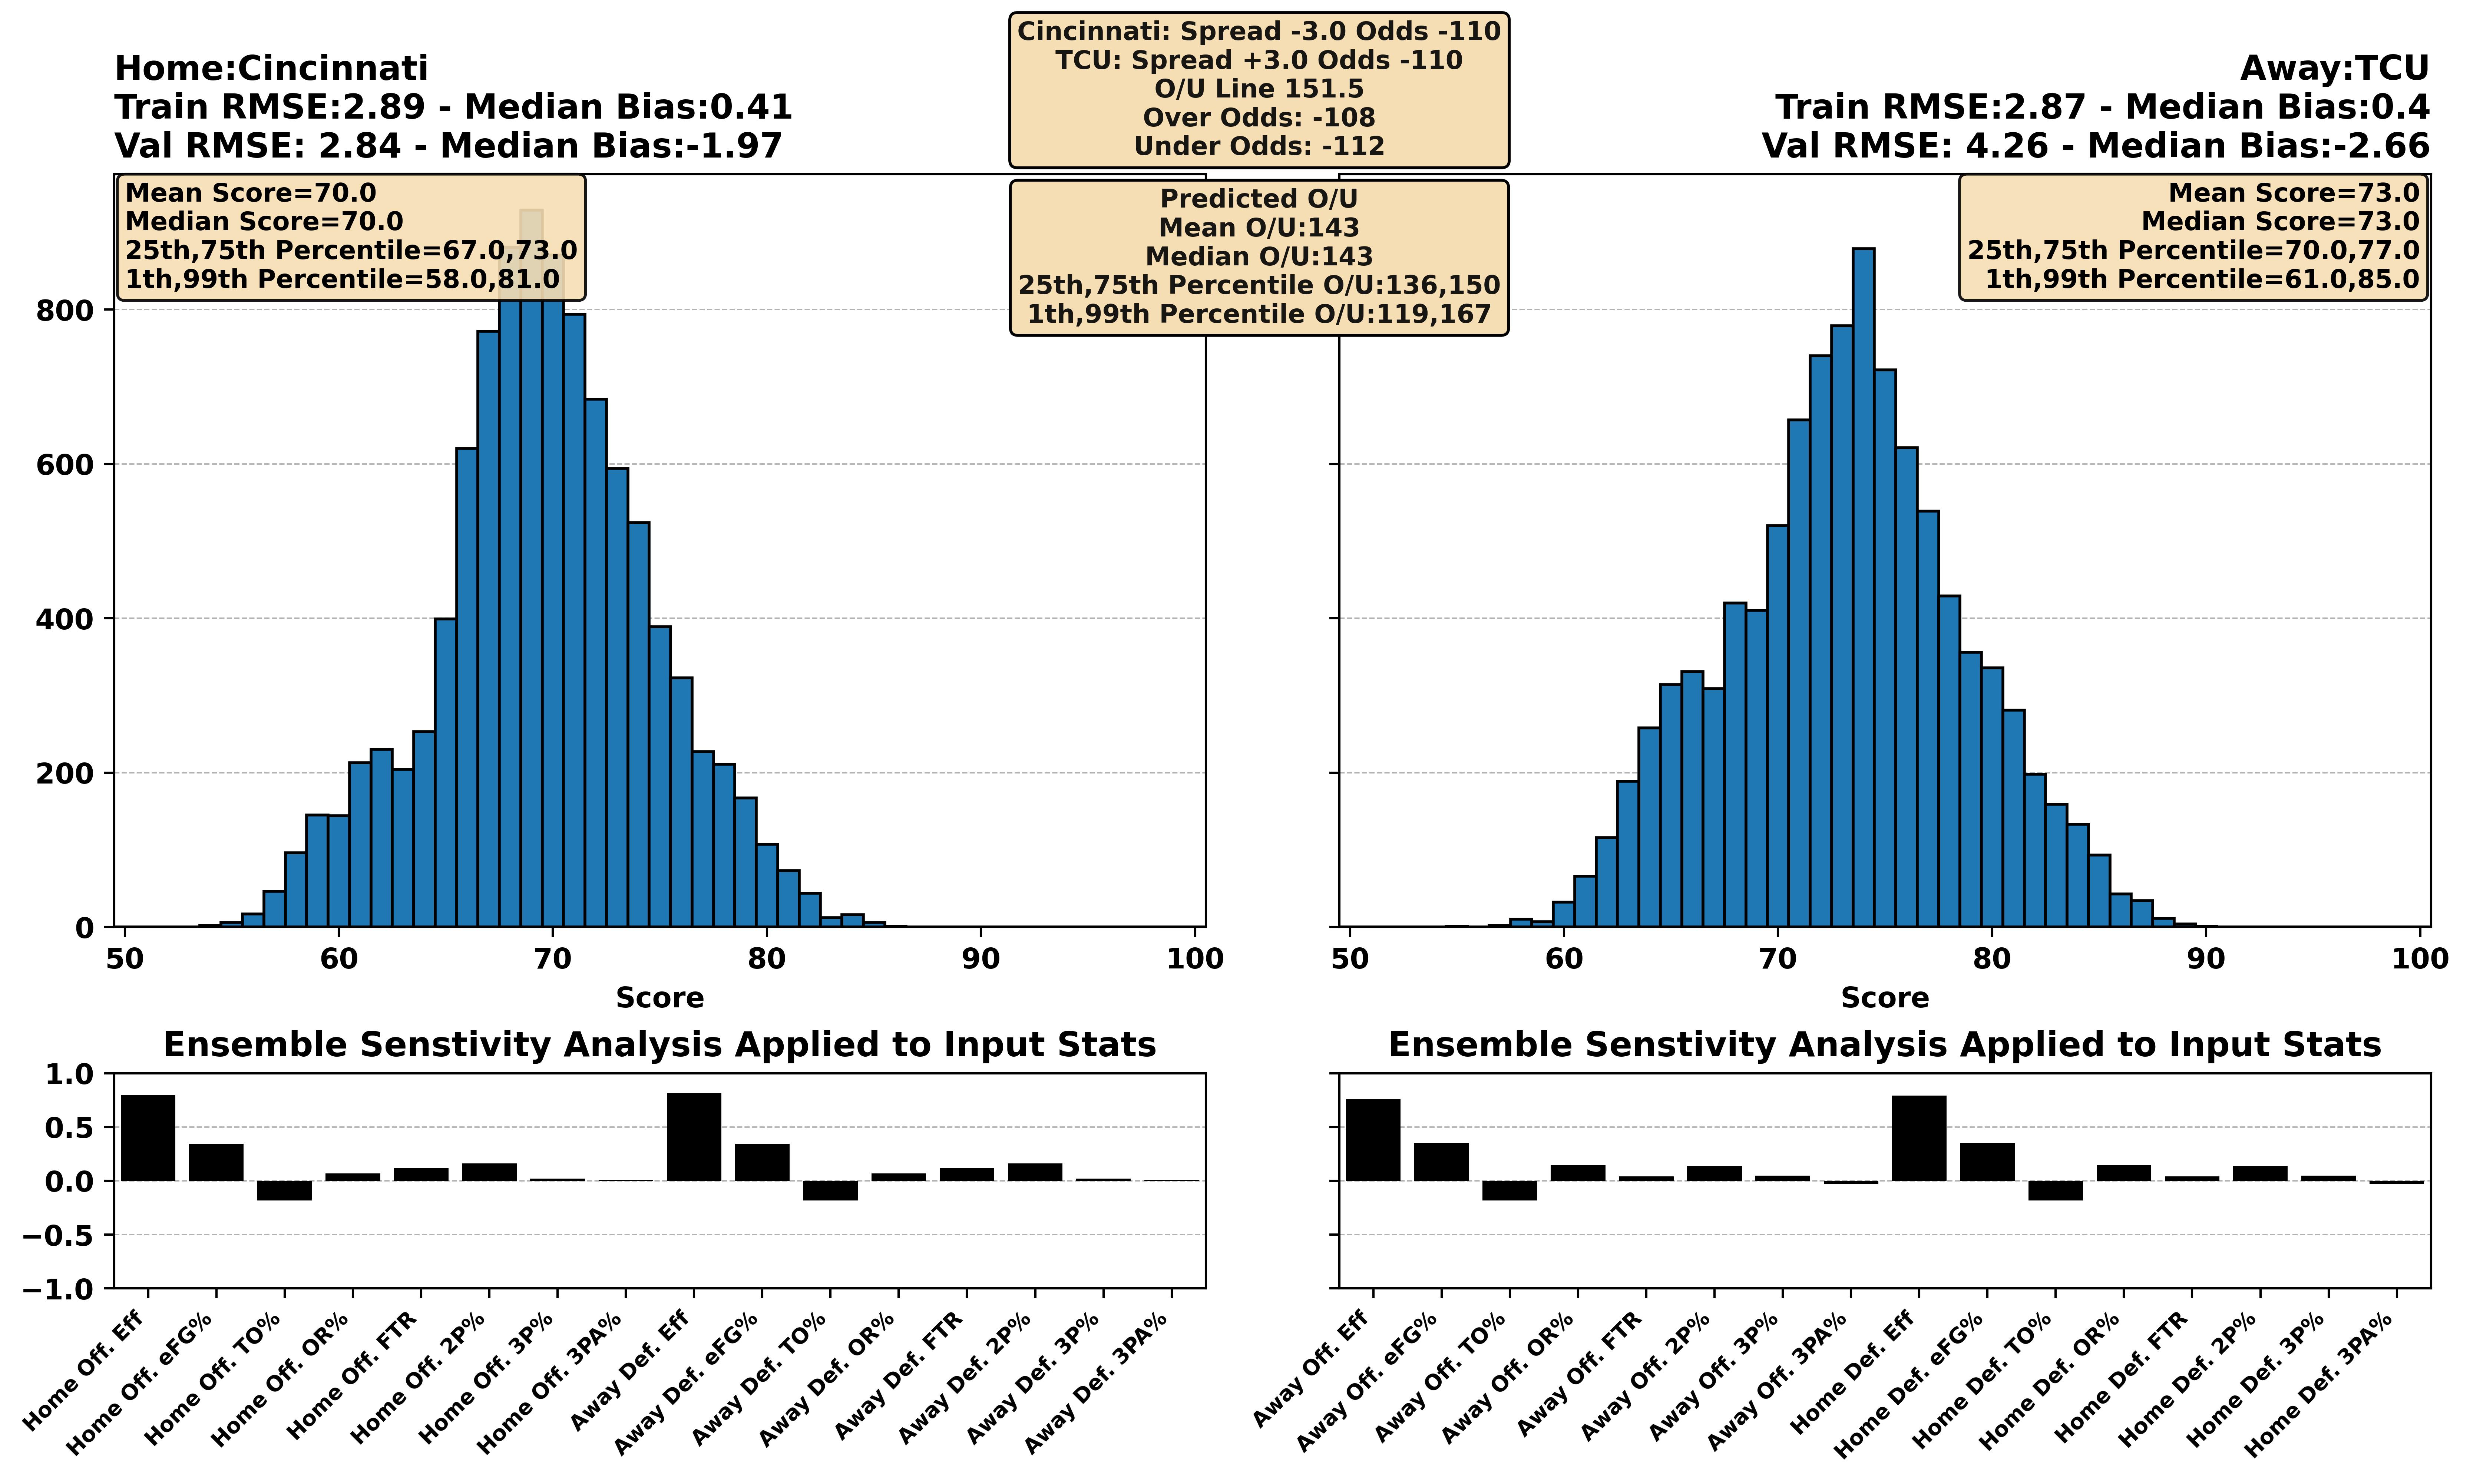 Cincinnati: Spread -3.0 Odds -110
TCU: Spread +3.0 Odds -110
O/U Line 151.5
Over Odds: -108
Under Odds: -112
Home:Cincinnati
Train RMSE:2.89 - Median Bias:0.41
Val RMSE: 2.84 - Median Bias:-1.97
Away:TCU
Train RMSE:2.87 - Median Bias:0.4
Val RMSE: 4.26 - Median Bias:-2.66
Mean Score=70.0
Median Score=70.0
25th,75th Percentile=67.0,73.0
1th,99th Percentile=58.0,81.0
Predicted O/U
Mean O/U:143
Median O/U:143
25th,75th Percentile O/U:136,150
1th,99th Percentile O/U:119,167
Mean Score=73.0
Median Score=73.0
25th,75th Percentile=70.0,77.0
1th,99th Percentile=61.0,85.0
800
600
400
200
0
50 60 70 80 90 100
Score
50 60 70 80 90 100
Score
Ensemble Senstivity Analysis Applied to Input Stats
Ensemble Senstivity Analysis Applied to Input Stats
1.0
0.5
0.0
−0.5
−1.0
Home Off. Eff
Home Off. eFG%
Home Off. TO%
Home Off. OR%
Home Off. FTR
Home Off. 2P%
Home Off. 3P%
Home Off. 3PA%
Away Def. Eff
Away Def. eFG%
Away Def. TO%
Away Def. OR%
Away Def. FTR
Away Def. 2P%
Away Def. 3P%
Away Def. 3PA%
Away Off. Eff
Away Off. eFG%
Away Off. TO%
Away Off. OR%
Away Off. FTR
Away Off. 2P%
Away Off. 3P%
Away Off. 3PA%
Home Def. Eff
Home Def. eFG%
Home Def. TO%
Home Def. OR%
Home Def. FTR
Home Def. 2P%
Home Def. 3P%
Home Def. 3PA%